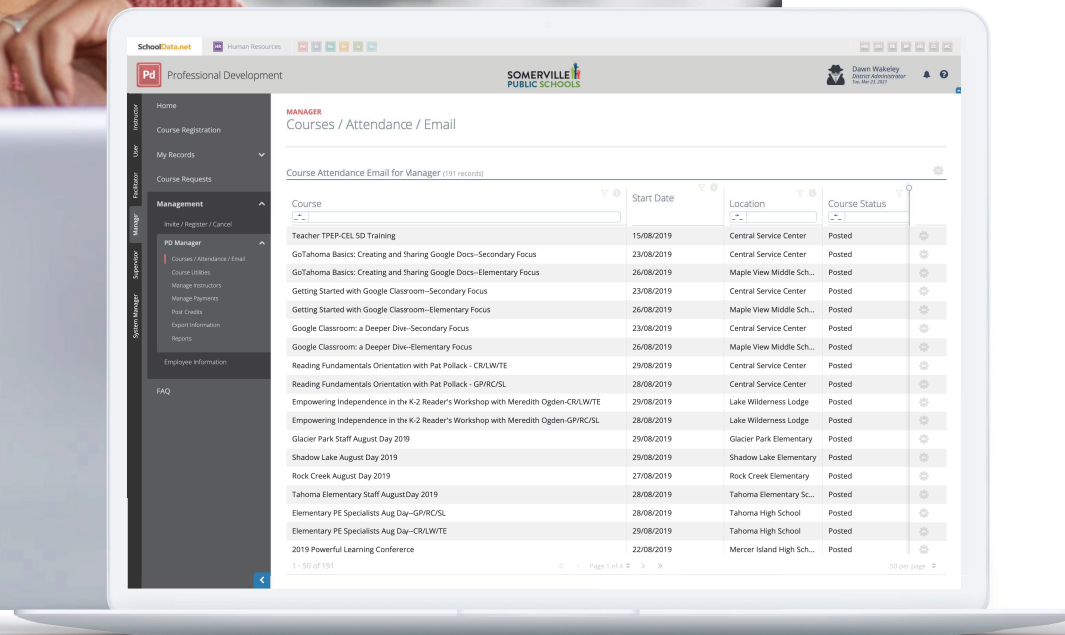 SchoolData.net HR Human Resources
Pd Professional Development
SOMERVILLE
PUBLIC SCHOOLS
Dawn Wakeley
District Administrator
Tue, Mar 23, 2021
Instructor
User
Facilitator
Manager
Supervisor
System Manager
Home
Course Registration
My Records
Course Requests
Management
Invite / Register / Cancel
PD Manager
Courses / Attendance / Email
Course Utilities
Manage Instructors
Manage Payments
Post Credits
Export Information
Reports
Employee Information
FAQ
MANAGER
Courses / Attendance / Email
Course Attendance Email for Manager (191 records)
Course Start Date Location Course Status
Teacher TPEP-CEL 5D Training 15/08/2019 Central Service Center Posted
GoTahoma Basics: Creating and Sharing Google Docs--Secondary Focus 23/08/2019 Central Service Center Posted
GoTahoma Basics: Creating and Sharing Google Docs--Elementary Focus 26/08/2019 Maple View Middle Sch... Posted
Getting Started with Google Classroom--Secondary Focus 23/08/2019 Central Service Center Posted
Getting Started with Google Classroom--Elementary Focus 26/08/2019 Maple View Middle Sch... Posted
Google Classroom: a Deeper Dive--Secondary Focus 23/08/2019 Central Service Center Posted
Google Classroom: a Deeper Dive--Elementary Focus 26/08/2019 Maple View Middle Sch... Posted
Reading Fundamentals Orientation with Pat Pollack - CR/LW/TE 29/08/2019 Central Service Center Posted
Reading Fundamentals Orientation with Pat Pollack - GP/RC/SL 28/08/2019 Central Service Center Posted
Empowering Independence in the K-2 Reader's Workshop with Meredith Ogden-CR/LW/TE 29/08/2019 Lake Wilderness Lodge Posted
Empowering Independence in the K-2 Reader's Workshop with Meredith Ogden-GP/RC/SL 28/08/2019 Lake Wilderness Lodge Posted
Glacier Park Staff August Day 2019 29/08/2019 Glacier Park Elementary Posted
Shadow Lake August Day 2019 29/08/2019 Shadow Lake Elementary Posted
Rock Creek August Day 2019 27/08/2019 Rock Creek Elementary Posted
Tahoma Elementary Staff August Day 2019 28/08/2019 Tahoma Elementary Sc... Posted
Elementary PE Specialists Aug Day--GP/RC/SL 28/08/2019 Tahoma High School Posted
Elementary PE Specialists Aug Day--CR/LW/TE 29/08/2019 Tahoma High School Posted
2019 Powerful Learning Conference 22/08/2019 Mercer Island High Sch... Posted
1 - 50 of 191 Page 1 of 4 50 per page